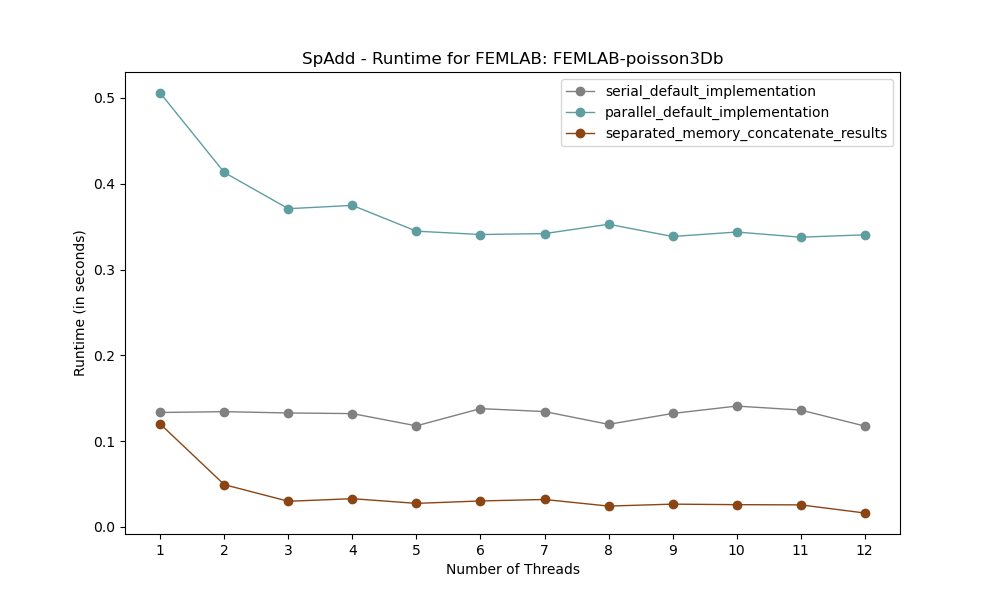 SpAdd - Runtime for FEMLAB: FEMLAB-poisson3Db
serial_default_implementation
parallel_default_implementation
separated_memory_concatenate_results
Runtime (in seconds)
0.5
0.4
0.3
0.2
0.1
0.0
1 2 3 4 5 6 7 8 9 10 11 12
Number of Threads